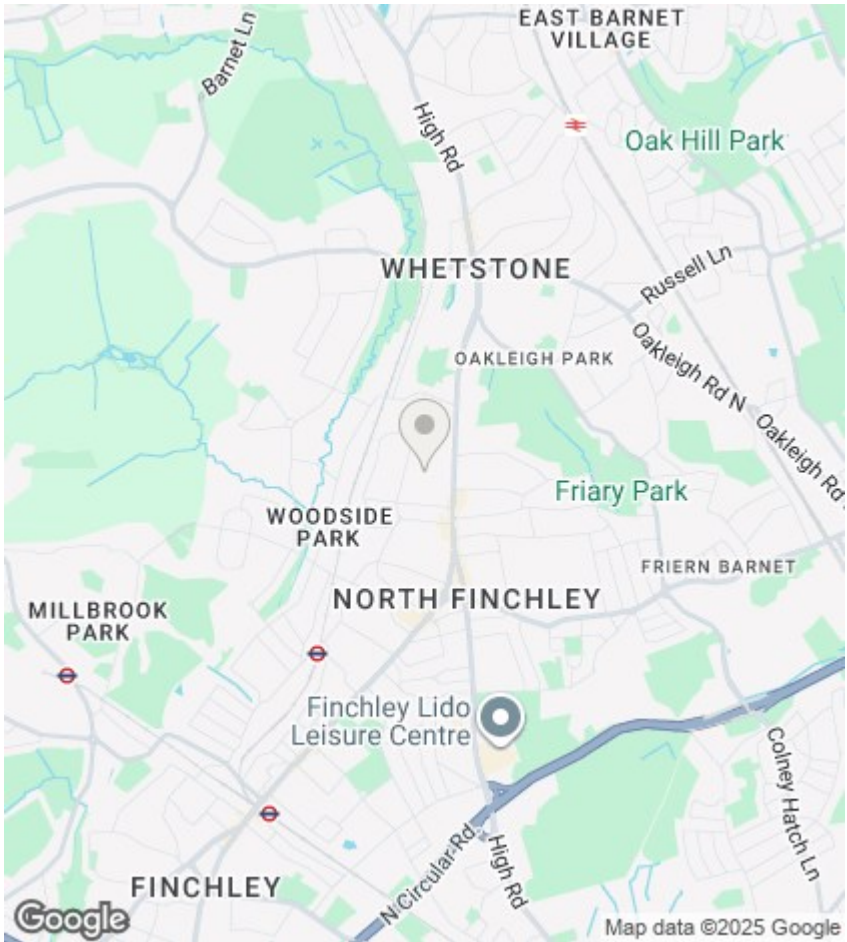 EAST BARNET
VILLAGE
Barnet Ln
High Rd
Oak Hill Park
WHETSTONE
Russell Ln
OAKLEIGH PARK
Oakleigh Rd N
Oakleigh Rd
Friary Park
WOODSIDE
PARK
FRIERN BARNET
NORTH FINCHLEY
MILLBROOK
PARK
Finchley Lido
Leisure Centre
Colney Hatch Ln
N Circular Rd
High Rd
FINCHLEY
Google
Map data ©2025 Google